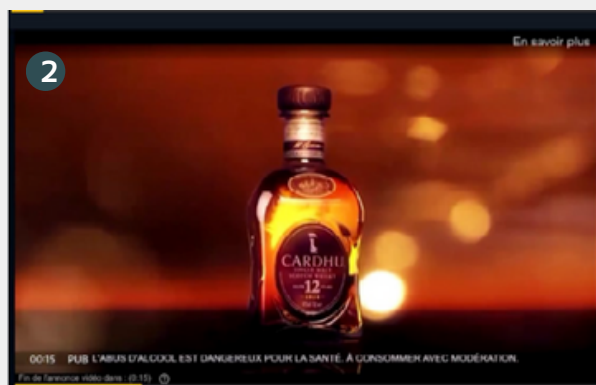 En savoir plus
2
CARDHU
SINGLE MALT
SCOTCH WHISKY
12
00:15 PUB L'ABUS D'ALCOOL EST DANGEREUX POUR LA SANTÉ. À CONSOMMER AVEC MODÉRATION.
Fin de l'annonce vidéo dans : (0:15) ?